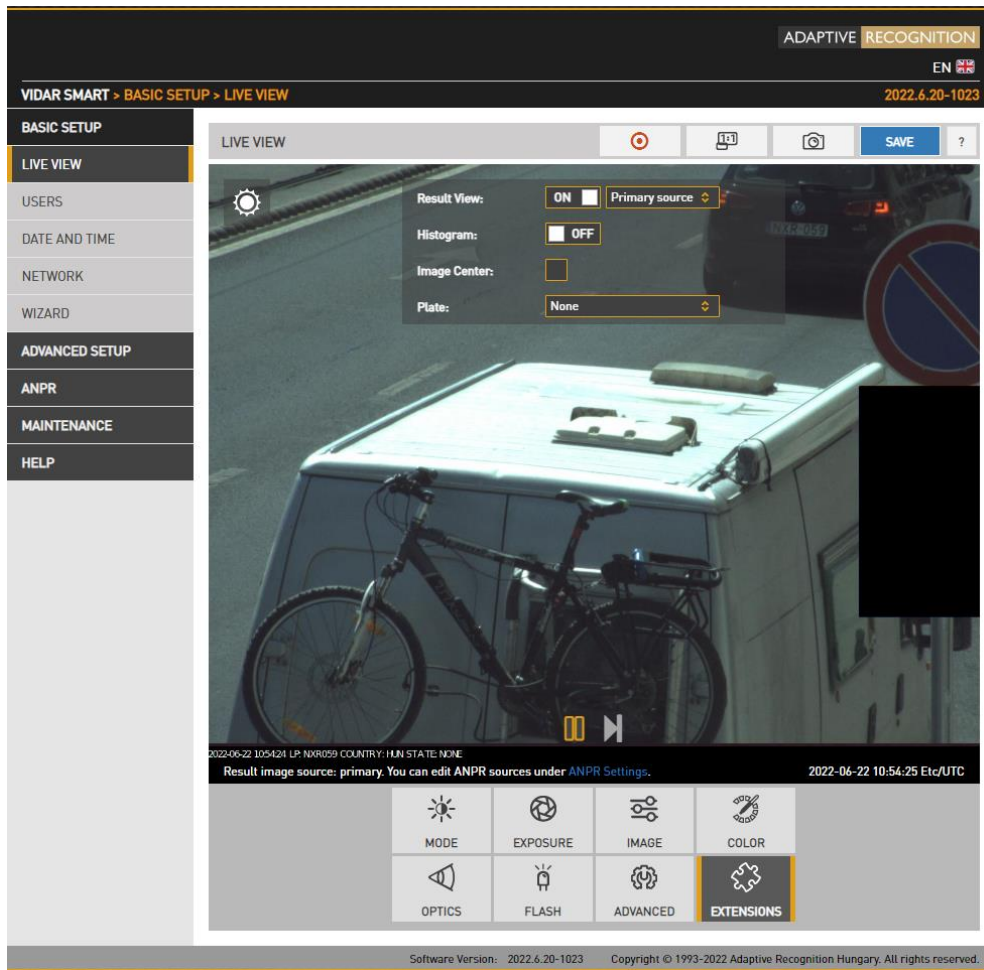 ADAPTIVE RECOGNITION
EN
VIDAR SMART > BASIC SETUP > LIVE VIEW 2022.6.20-1023
BASIC SETUP
LIVE VIEW
USERS
DATE AND TIME
NETWORK
WIZARD
ADVANCED SETUP
ANPR
MAINTENANCE
HELP
LIVE VIEW 1:1 SAVE ?
Result View: ON Primary source
Histogram: OFF
Image Center:
Plate: None
NXR-059
2022-06-22 10:54:24 LP: NXR059 COUNTRY: HUN STATE: NONE
Result image source: primary. You can edit ANPR sources under ANPR Settings. 2022-06-22 10:54:25 Etc/UTC
MODE EXPOSURE IMAGE COLOR
OPTICS FLASH ADVANCED EXTENSIONS
Software Version: 2022.6.20-1023 Copyright © 1993-2022 Adaptive Recognition Hungary. All rights reserved.